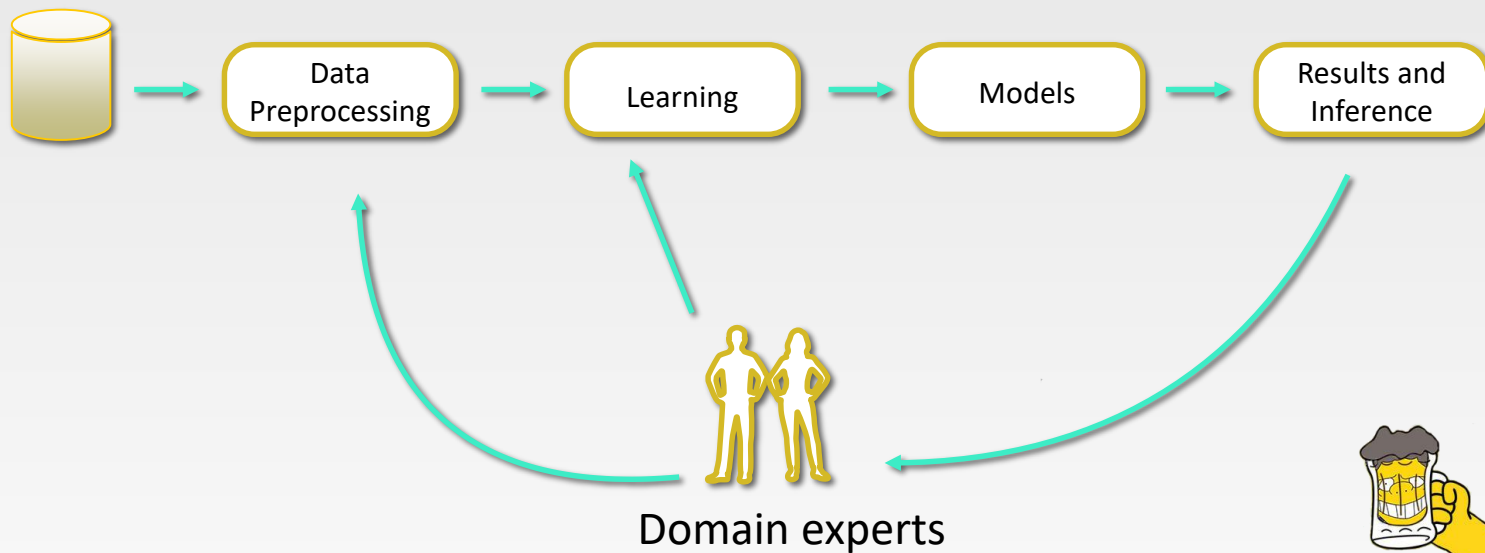 Data
Preprocessing
Learning
Models
Results and
Inference
Domain experts